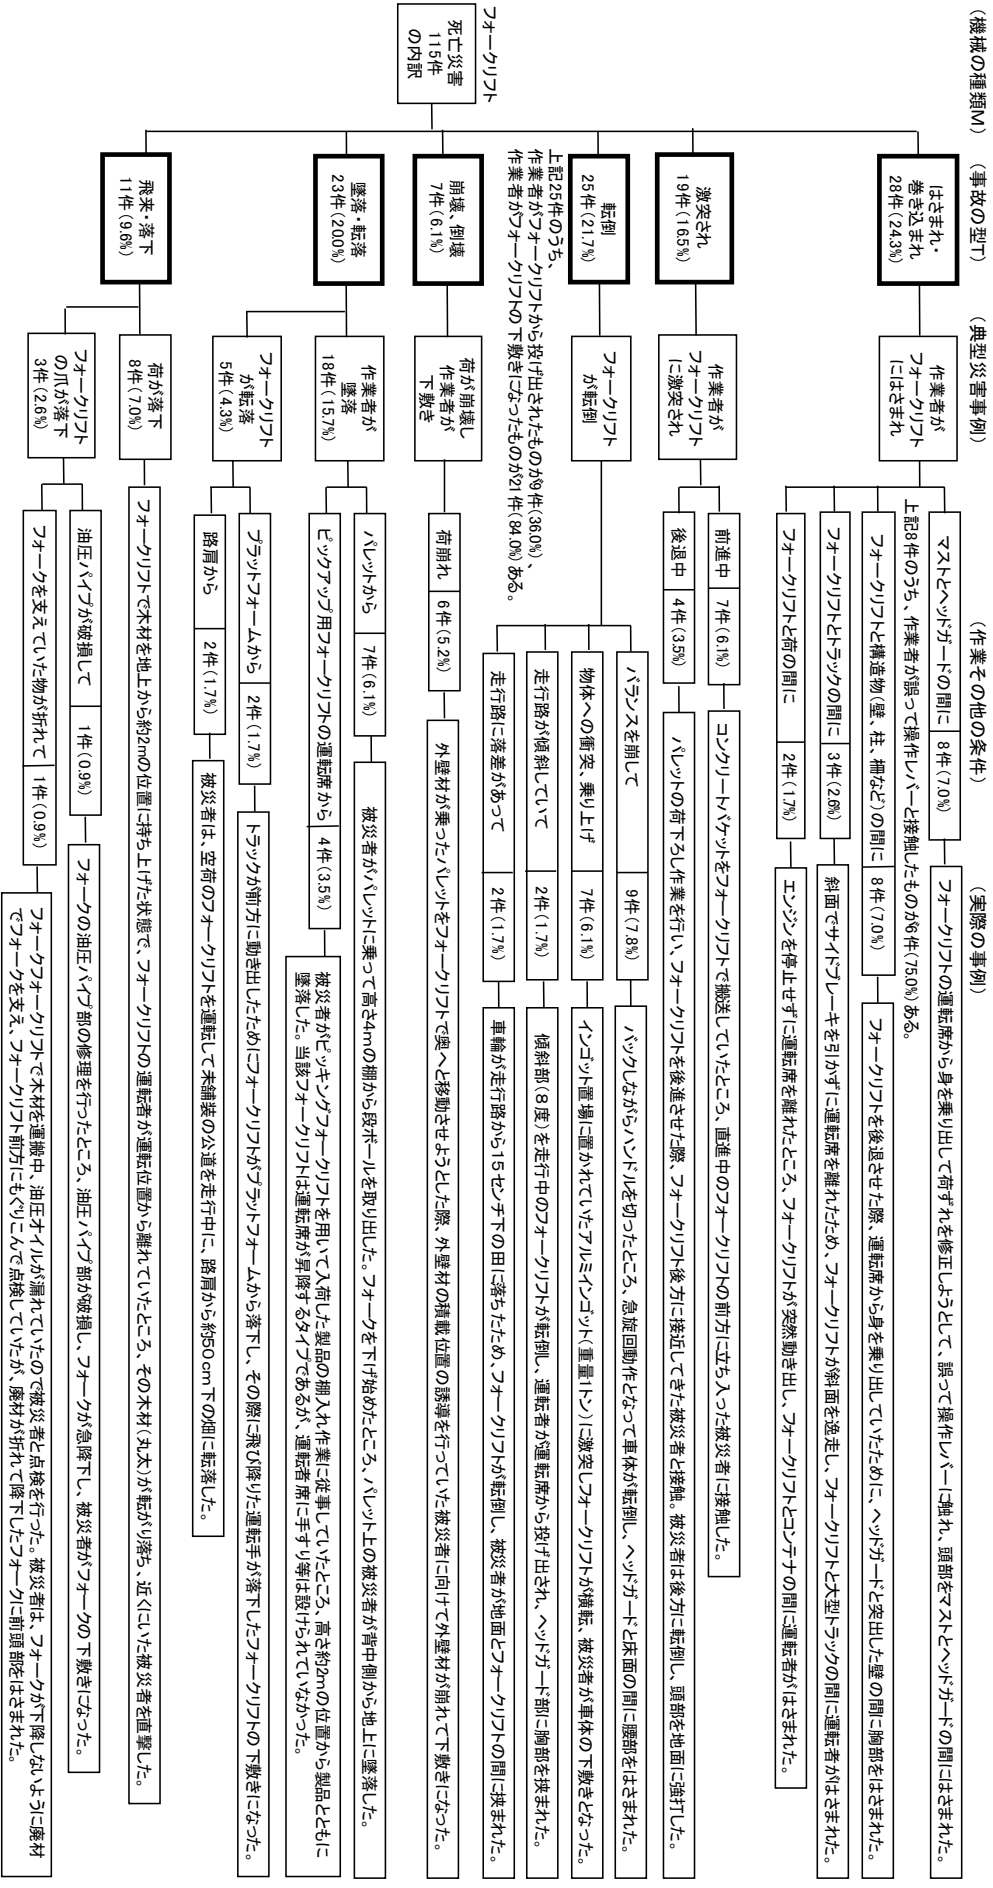 (機械の種類M)
(事故の型T)
(典型災害事例)
(作業その他の条件)
(実際の事例)
フォークリフト
死亡災害
115件
の内訳
はさまれ・
巻き込まれ
28件(24.3%)
作業者が
フォークリフト
にはさまれ
マストとヘッドガードの間に
8件(7.0%)
フォークリフトの運転席から身を乗り出して荷ずれを修正しようとして、誤って操作レバーに触れ、頭部をマストとヘッドガードの間にはさまれた。
上記8件のうち、作業者が誤って操作レバーと接触したものが6件(75.0%)ある。
フォークリフトと構造物(壁、柱、柵など)の間に
8件(7.0%)
フォークリフトを後退させた際、運転席から身を乗り出していたために、ヘッドガードと突出した壁の間に胸部をはさまれた。
フォークリフトとトラックの間に
3件(2.6%)
斜面でサイドブレーキを引かずに運転席を離れたため、フォークリフトが斜面を逸走し、フォークリフトと大型トラックの間に運転者がはさまれた。
フォークリフトと荷の間に
2件(1.7%)
エンジンを停止せずに運転席を離れたところ、フォークリフトが突然動き出し、フォークリフトとコンテナの間に運転者がはさまれた。
激突され
19件(16.5%)
作業者が
フォークリフト
に激突され
前進中
7件(6.1%)
コンクリートバケットをフォークリフトで搬送していたところ、直進中のフォークリフトの前方に立ち入った被災者に接触した。
後退中
4件(3.5%)
パレットの荷下ろし作業を行い、フォークリフトを後進させた際、フォークリフト後方に接近してきた被災者と接触。被災者は後方に転倒し、頭部を地面に強打した。
転倒
25件(21.7%)
フォークリフト
が転倒
バランスを崩して
9件(7.8%)
バックしながらハンドルを切ったところ、急旋回動作となって車体が転倒し、ヘッドガードと床面の間に腰部をはさまれた。
物体への衝突、乗り上げ
7件(6.1%)
インゴット置場に置かれていたアルミインゴット(重量1トン)に激突しフォークリフトが横転、被災者が車体の下敷きとなった。
走行路が傾斜していて
2件(1.7%)
傾斜部(8度)を走行中のフォークリフトが転倒し、運転者が運転席から投げ出され、ヘッドガード部に胸部を挟まれた。
走行路に落差があって
2件(1.7%)
車輪が走行路から15センチ下の田に落ちたため、フォークリフトが転倒し、被災者が地面とフォークリフトの間に挟まれた。
上記25件のうち、
作業者がフォークリフトから投げ出されたものが9件(36.0%)、
作業者がフォークリフトの下敷きになったものが21件(84.0%)ある。
崩壊、倒壊
7件(6.1%)
荷が崩壊し
作業者が
下敷き
荷崩れ
6件(5.2%)
外壁材が乗ったパレットをフォークリフトで奥へと移動させようとした際、外壁材の積載位置の誘導を行っていた被災者に向けて外壁材が崩れて下敷きになった。
墜落・転落
23件(20.0%)
作業者が
墜落
18件(15.7%)
パレットから
7件(6.1%)
被災者がパレットに乗って高さ4mの棚から段ボールを取り出した。フォークを下げ始めたところ、パレット上の被災者が背中側から地上に墜落した。
ピックアップ用フォークリフトの運転席から
4件(3.5%)
被災者がピッキングフォークリフトを用いて入荷した製品の棚入れ作業に従事していたところ、高さ約2mの位置から製品とともに
墜落した。当該フォークリフトは運転席が昇降するタイプであるが、運転者席に手すり等は設けられていなかった。
フォークリフト
が転落
5件(4.3%)
プラットフォームから
2件(1.7%)
トラックが前方に動き出したためにフォークリフトがプラットフォームから落下し、その際に飛び降りた運転手が落下したフォークリフトの下敷きになった。
路肩から
2件(1.7%)
被災者は、空荷のフォークリフトを運転して未舗装の公道を走行中に、路肩から約50cm下の畑に転落した。
飛来・落下
11件(9.6%)
荷が落下
8件(7.0%)
フォークリフトで木材を地上から約2mの位置に持ち上げた状態で、フォークリフトの運転者が運転位置から離れていたところ、その木材(丸太)が転がり落ち、近くにいた被災者を直撃した。
フォークリフト
の爪が落下
3件(2.6%)
油圧パイプが破損して
1件(0.9%)
フォークの油圧パイプ部の修理を行ったところ、油圧パイプ部が破損し、フォークが急降下し、被災者がフォークの下敷きになった。
フォークを支えていた物が折れて
1件(0.9%)
フォークフォークリフトで木材を運搬中、油圧オイルが漏れていたので被災者と点検を行った。被災者は、フォークが下降しないように廃材
でフォークを支え、フォークリフト前方にもぐりこんで点検していたが、廃材が折れて降下したフォークに前頭部をはさまれた。